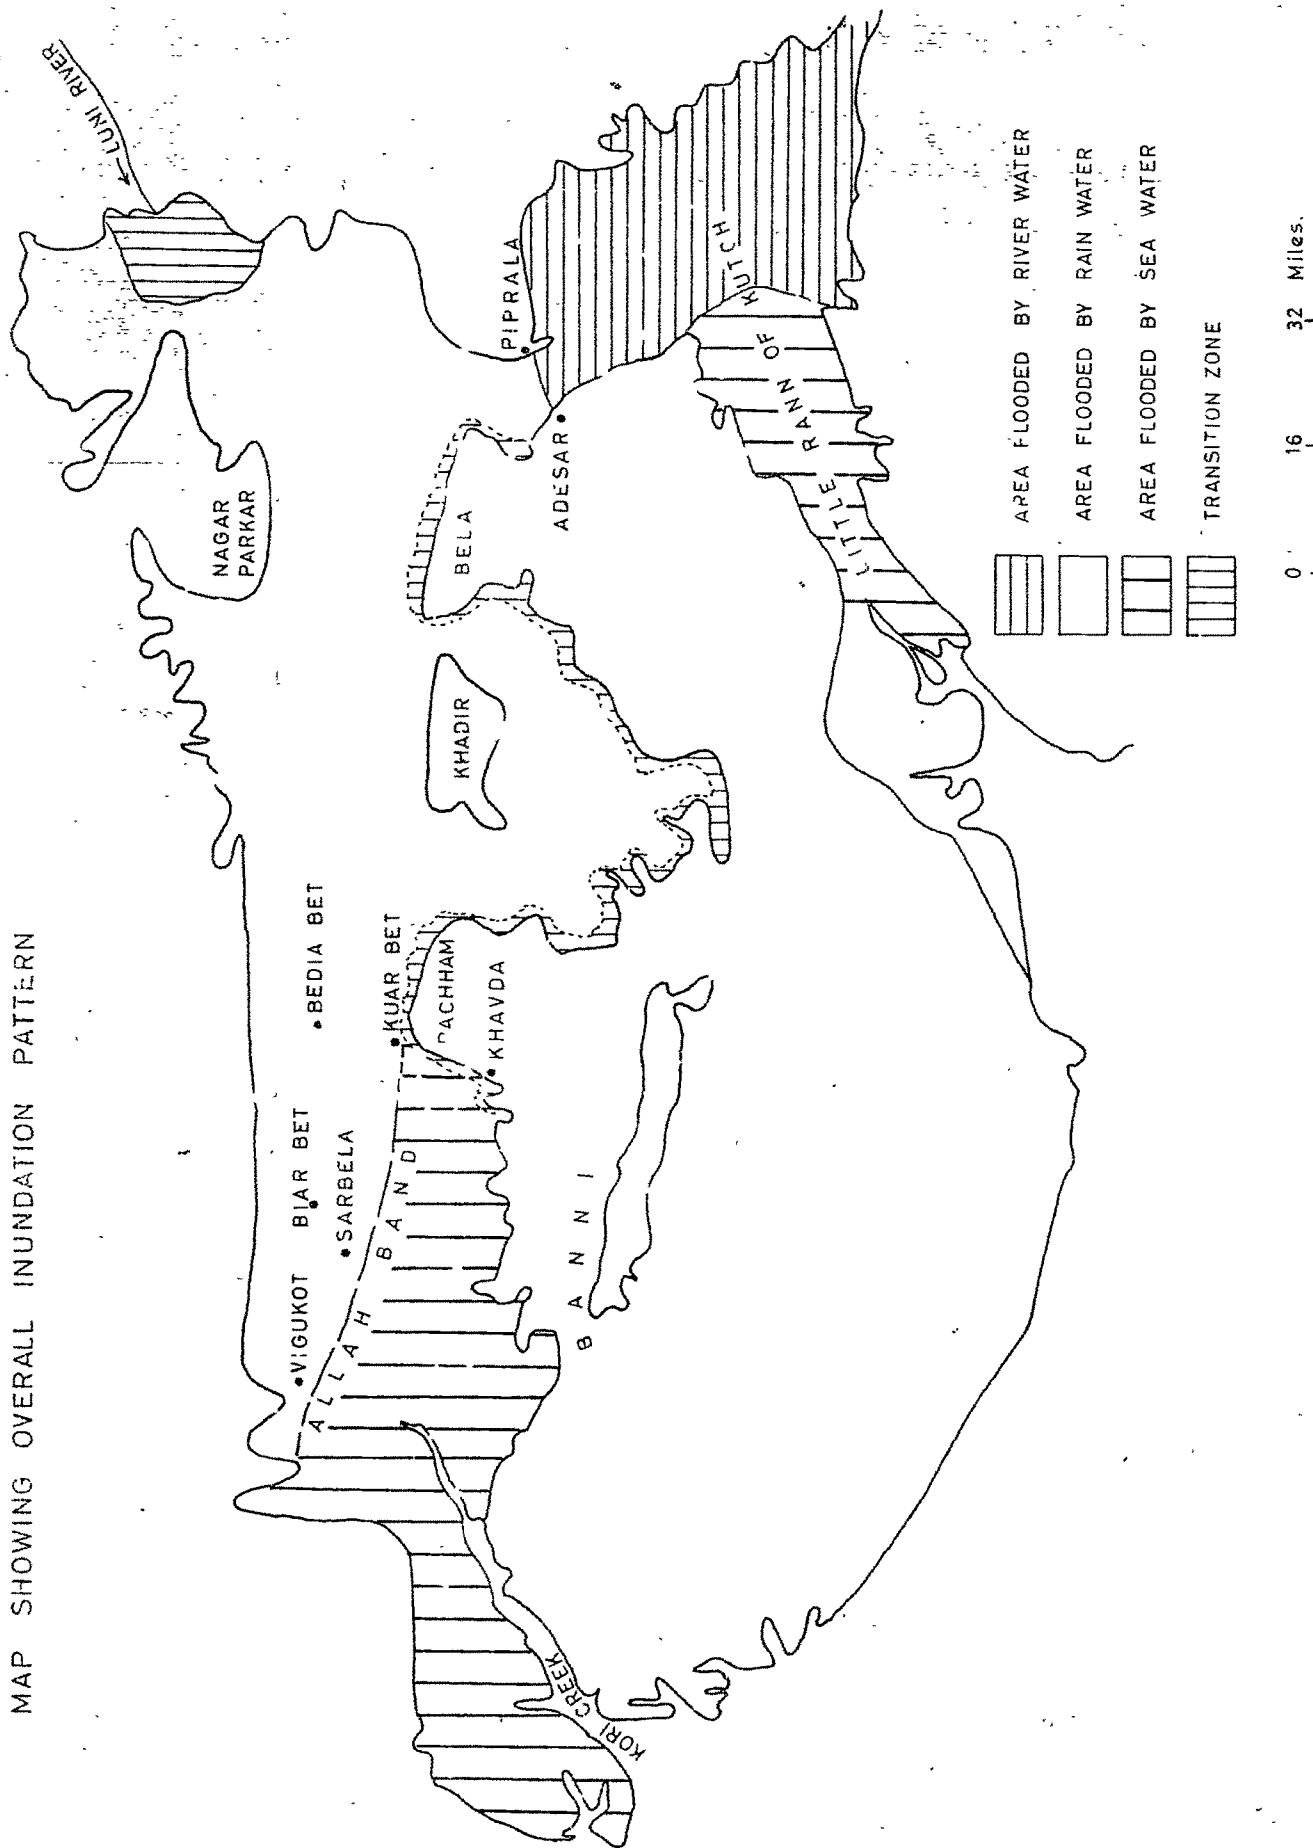 MAP SHOWING OVERALL INUNDATION PATTERN
← LUNI RIVER
NAGAR
PARKAR
PIPRALA
ADESAR
BELA
KHADIR
BEDIA BET
KUAR BET
PACHHAM
KHAVDA
BIAR BET
SARBELA
VIGUKOT
ALLAH BAND
BANNI
KORI CREEK
LITTLE RANN OF KUTCH
AREA FLOODED BY RIVER WATER
AREA FLOODED BY RAIN WATER
AREA FLOODED BY SEA WATER
TRANSITION ZONE
0 16 32 Miles.